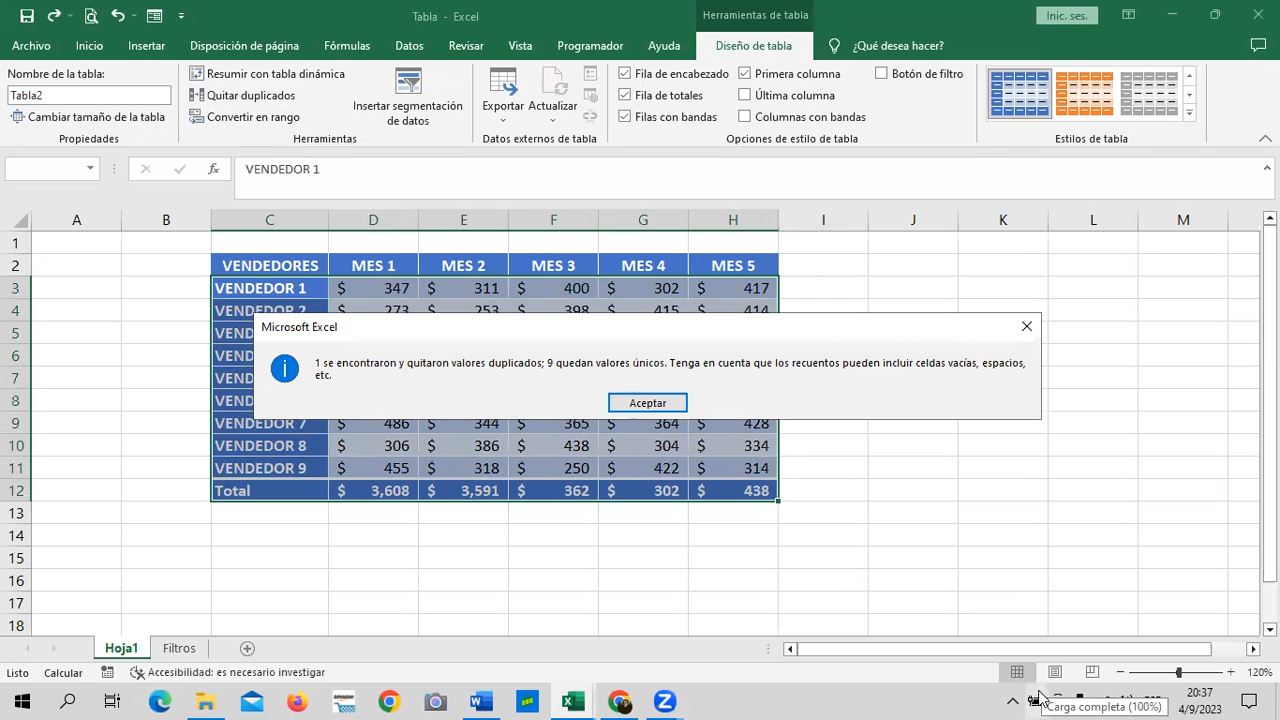 Tabla - Excel
Herramientas de tabla
Inic. ses.
Archivo Inicio Insertar Disposición de página Fórmulas Datos Revisar Vista Programador Ayuda Diseño de tabla ¿Qué desea hacer?
Nombre de la tabla:
Tabla2
Cambiar tamaño de la tabla
Propiedades
Resumir con tabla dinámica
Quitar duplicados
Convertir en rango
Insertar segmentación de datos
Herramientas
Exportar Actualizar
Datos externos de tabla
Fila de encabezado Primera columna Botón de filtro
Fila de totales Última columna
Filas con bandas Columnas con bandas
Opciones de estilo de tabla
Estilos de tabla
fx VENDEDOR 1
A B C D E F G H I J K L M
1
2 VENDEDORES MES 1 MES 2 MES 3 MES 4 MES 5
3 VENDEDOR 1 $ 347 $ 311 $ 400 $ 302 $ 417
4 VENDEDOR 2 $ 273 $ 253 $ 398 $ 415 $ 414
5 VENDE
6 VENDE
7 VENDE
8 VENDE
Microsoft Excel
1 se encontraron y quitaron valores duplicados; 9 quedan valores únicos. Tenga en cuenta que los recuentos pueden incluir celdas vacías, espacios,
etc.
Aceptar
9 VENDEDOR 7 $ 486 $ 344 $ 365 $ 364 $ 428
10 VENDEDOR 8 $ 306 $ 386 $ 438 $ 304 $ 334
11 VENDEDOR 9 $ 455 $ 318 $ 250 $ 422 $ 314
12 Total $ 3,608 $ 3,591 $ 362 $ 302 $ 438
13
14
15
16
17
18
Hoja1 Filtros
Listo Calcular Accesibilidad: es necesario investigar 120%
20:37
Carga completa (100%)
4/9/2023